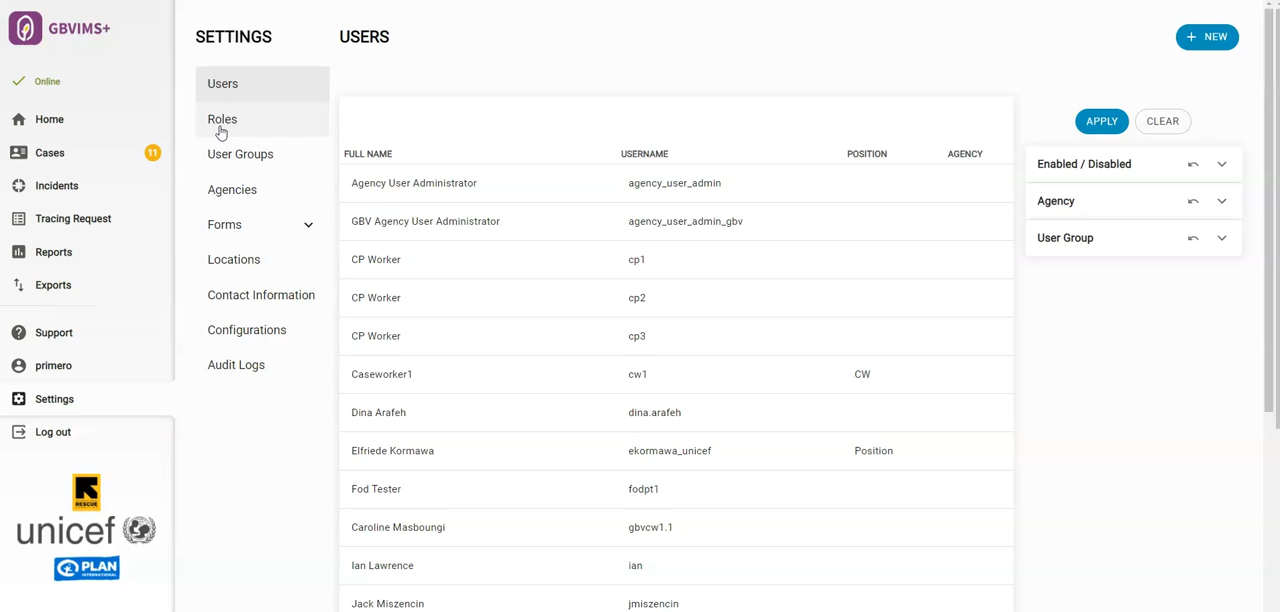 GBVIMS+
Online
Home
Cases 11
Incidents
Tracing Request
Reports
Exports
Support
primero
Settings
Log out
RESCUE
unicef
PLAN
INTERNATIONAL
SETTINGS
Users
Roles
User Groups
Agencies
Forms
Locations
Contact Information
Configurations
Audit Logs
USERS
+ NEW
FULL NAME USERNAME POSITION AGENCY
Agency User Administrator agency_user_admin
GBV Agency User Administrator agency_user_admin_gbv
CP Worker cp1
CP Worker cp2
CP Worker cp3
Caseworker1 cw1 CW
Dina Arafeh dina.arafeh
Elfriede Kormawa ekormawa_unicef Position
Fod Tester fodpt1
Caroline Masboungi gbvcw1.1
Ian Lawrence ian
Jack Miszencin jmiszencin
APPLY CLEAR
Enabled / Disabled
Agency
User Group